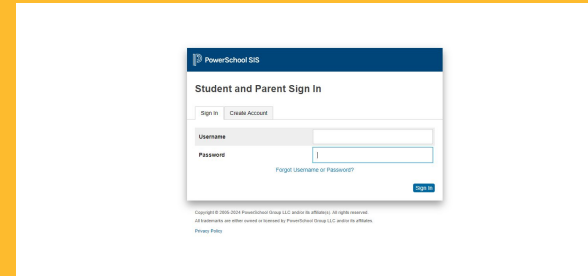 PowerSchool SIS
Student and Parent Sign In
Sign In
Create Account
Username
Password
Forgot Username or Password?
Sign In
Copyright © 2005-2024 PowerSchool Group LLC and/or its affiliate(s). All rights reserved.
All trademarks are either owned or licensed by PowerSchool Group LLC and/or its affiliates.
Privacy Policy